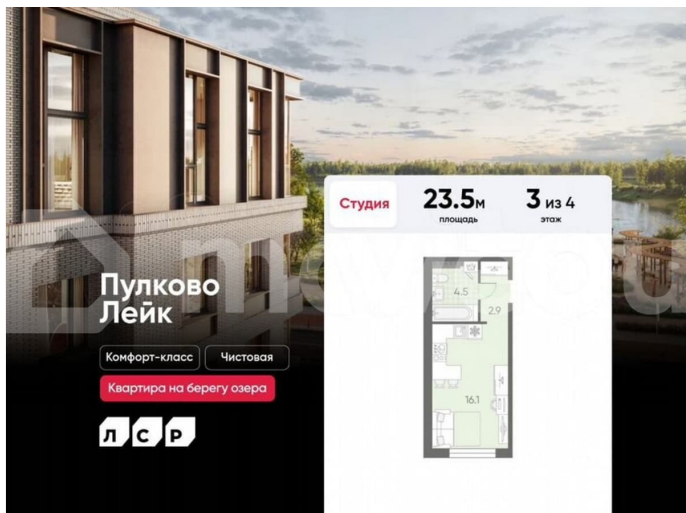 Студия
23.5м
площадь
3 из 4
этаж
Пулково
Лейк
Комфорт-класс
Чистовая
Квартира на берегу озера
ЛСР
4.5
2.9
16.1